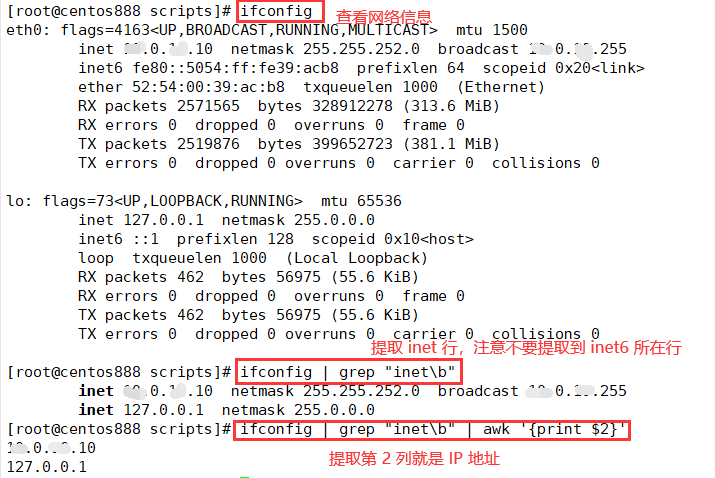 [root@centos888 scripts]# ifconfig 查看网络信息
eth0: flags=4163<UP,BROADCAST,RUNNING,MULTICAST>  mtu 1500
inet .0. .10  netmask 255.255.252.0  broadcast .0. .255
inet6 fe80::5054:ff:fe39:acb8  prefixlen 64  scopeid 0x20<link>
ether 52:54:00:39:ac:b8  txqueuelen 1000  (Ethernet)
RX packets 2571565  bytes 328912278 (313.6 MiB)
RX errors 0  dropped 0  overruns 0  frame 0
TX packets 2519876  bytes 399652723 (381.1 MiB)
TX errors 0  dropped 0 overruns 0  carrier 0  collisions 0
lo: flags=73<UP,LOOPBACK,RUNNING>  mtu 65536
inet 127.0.0.1  netmask 255.0.0.0
inet6 ::1  prefixlen 128  scopeid 0x10<host>
loop  txqueuelen 1000  (Local Loopback)
RX packets 462  bytes 56975 (55.6 KiB)
RX errors 0  dropped 0  overruns 0  frame 0
TX packets 462  bytes 56975 (55.6 KiB)
TX errors 0  dropped 0 overruns 0  carrier 0  collisions 0
提取 inet 行，注意不要提取到 inet6 所在行
[root@centos888 scripts]# ifconfig | grep "inet\b"
inet .0. .10  netmask 255.255.252.0  broadcast .0. .255
inet 127.0.0.1  netmask 255.0.0.0
[root@centos888 scripts]# ifconfig | grep "inet\b" | awk '{print $2}'
.0. .10
127.0.0.1
提取第 2 列就是 IP 地址